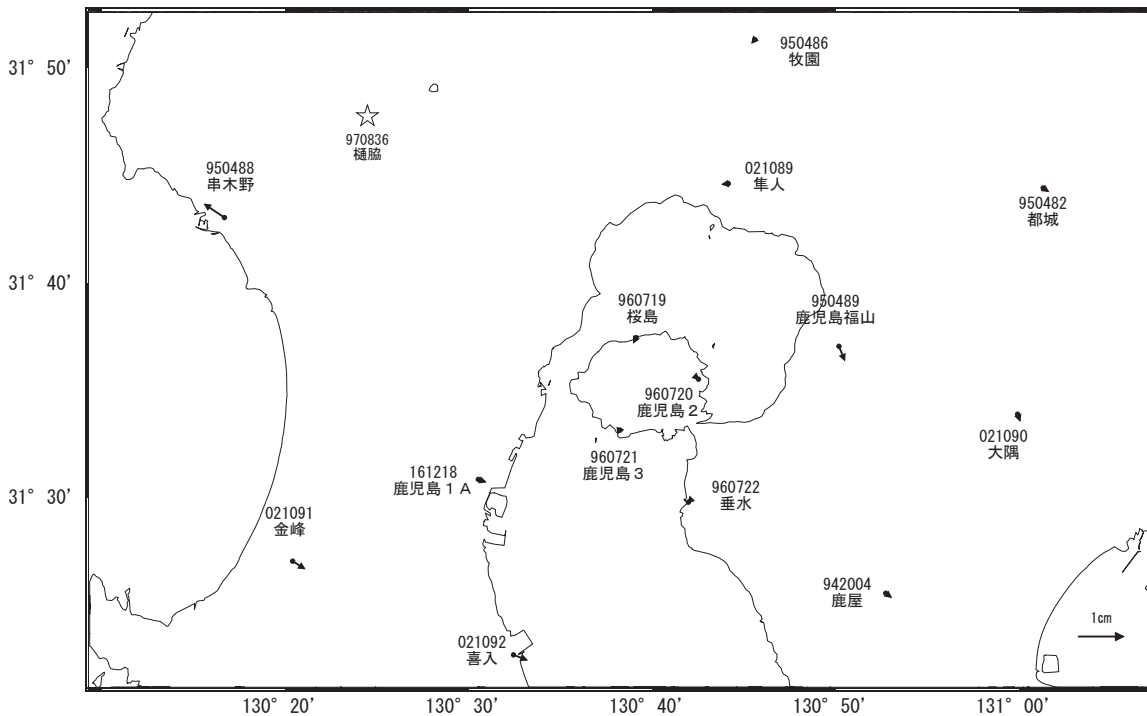 31° 50'
31° 40'
31° 30'
950486
牧園
970836
樋脇
950488
串木野
021089
隼人
950482
都城
960719
桜島
950489
鹿児島福山
960720
鹿児島２
021090
大隅
960721
鹿児島３
161218
鹿児島１Ａ
960722
垂水
021091
金峰
942004
鹿屋
021092
喜入
1cm
130° 20'
130° 30'
130° 40'
130° 50'
131° 00'